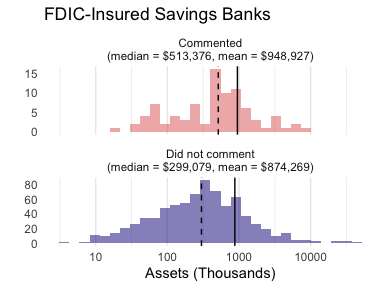 FDIC-Insured Savings Banks
Commented
(median = $513,376, mean = $948,927)
15
10
5
0
Did not comment
(median = $299,079, mean = $874,269)
80
60
40
20
0
10 100 1000 10000
Assets (Thousands)